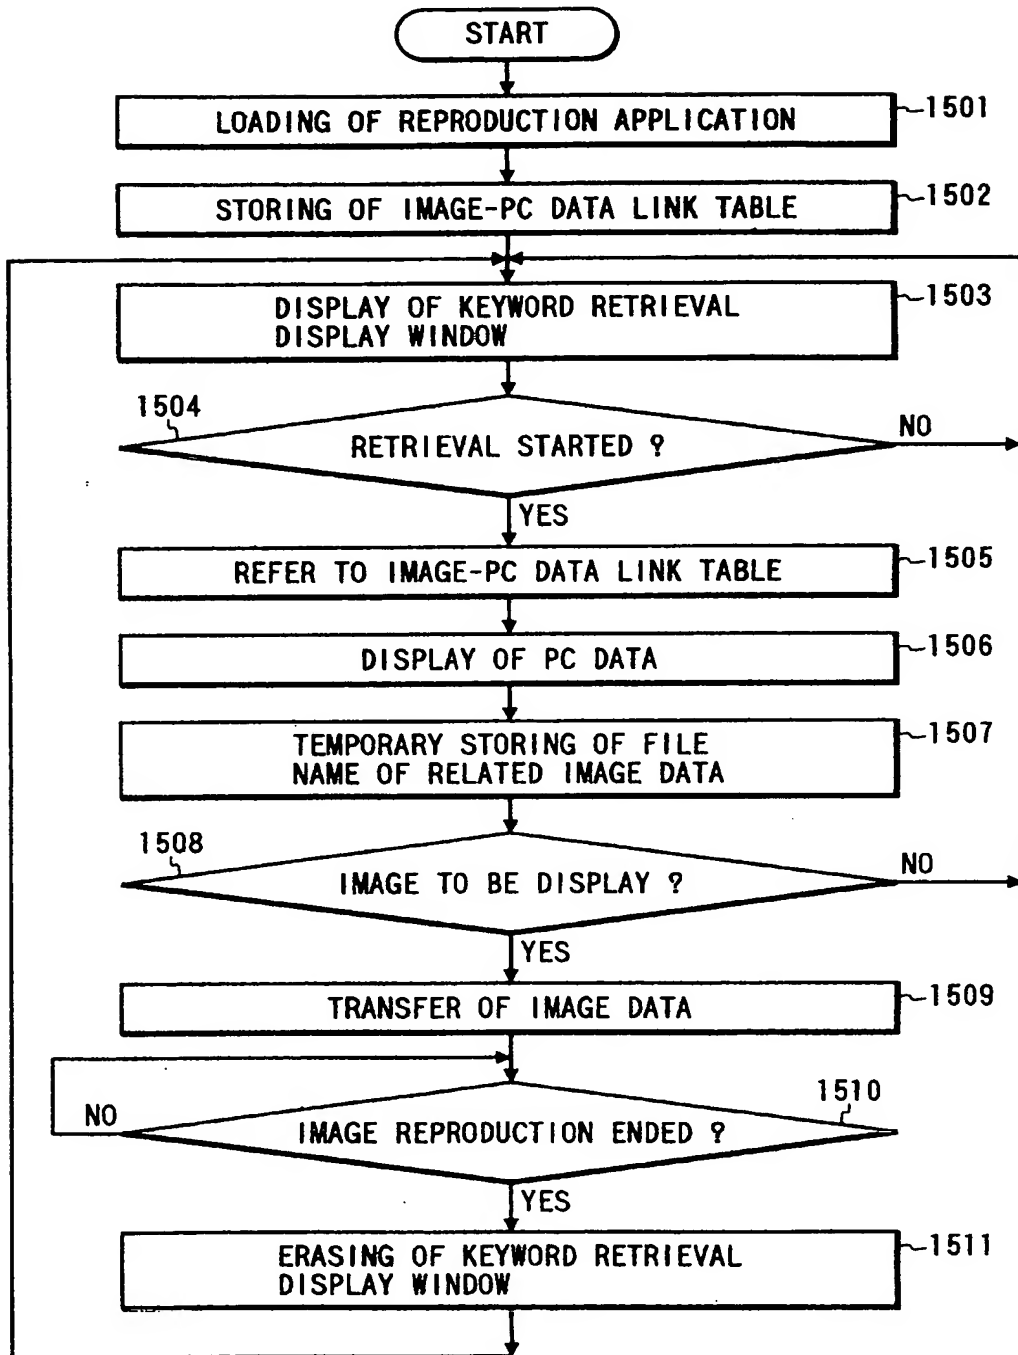 START
LOADING OF REPRODUCTION APPLICATION
1501
STORING OF IMAGE-PC DATA LINK TABLE
1502
DISPLAY OF KEYWORD RETRIEVAL
DISPLAY WINDOW
1503
1504
RETRIEVAL STARTED ?
NO
YES
REFER TO IMAGE-PC DATA LINK TABLE
1505
DISPLAY OF PC DATA
1506
TEMPORARY STORING OF FILE
NAME OF RELATED IMAGE DATA
1507
1508
IMAGE TO BE DISPLAY ?
NO
YES
TRANSFER OF IMAGE DATA
1509
1510
NO
IMAGE REPRODUCTION ENDED ?
YES
ERASING OF KEYWORD RETRIEVAL
DISPLAY WINDOW
1511